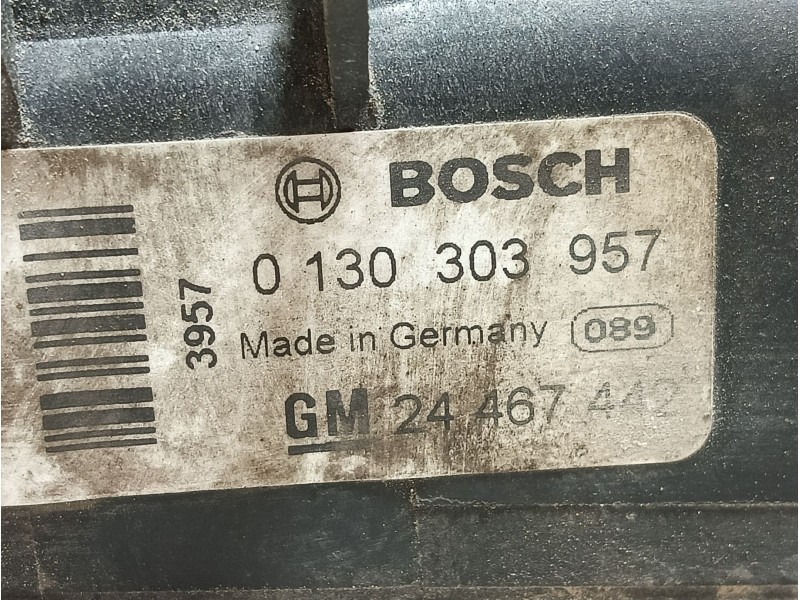 BOSCH
0 130 303 957
3957
Made in Germany 089
GM 24 467 442